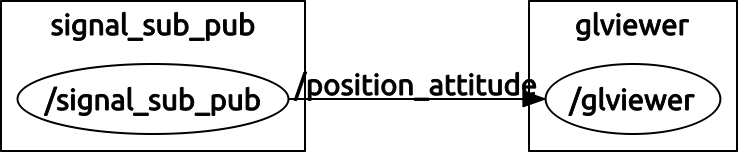 signal_sub_pub
glviewer
/signal_sub_pub
/position_attitude
/glviewer